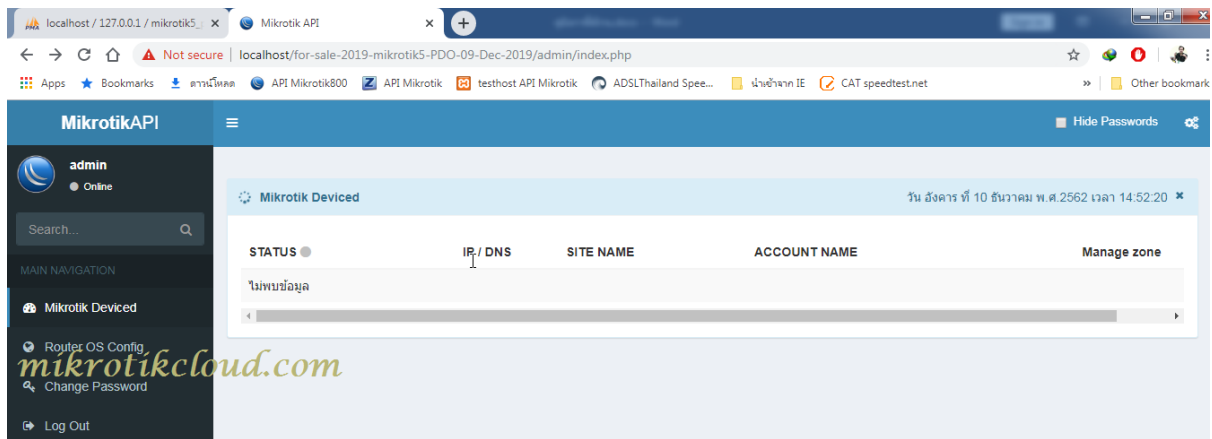 localhost / 127.0.0.1 / mikrotik5_
Mikrotik API
Not secure | localhost/for-sale-2019-mikrotik5-PDO-09-Dec-2019/admin/index.php
Apps Bookmarks ดาวน์โหลด API Mikrotik800 API Mikrotik testhost API Mikrotik ADSLThailand Spee... นำเข้าจาก IE CAT speedtest.net » Other bookmark
MikrotikAPI
Hide Passwords
admin
Online
Mikrotik Deviced
วัน อังคาร ที่ 10 ธันวาคม พ.ศ.2562 เวลา 14:52:20
Search...
STATUS IP / DNS SITE NAME ACCOUNT NAME Manage zone
MAIN NAVIGATION
ไม่พบข้อมูล
Mikrotik Deviced
Router OS Config
mikrotikcloud.com
Change Password
Log Out